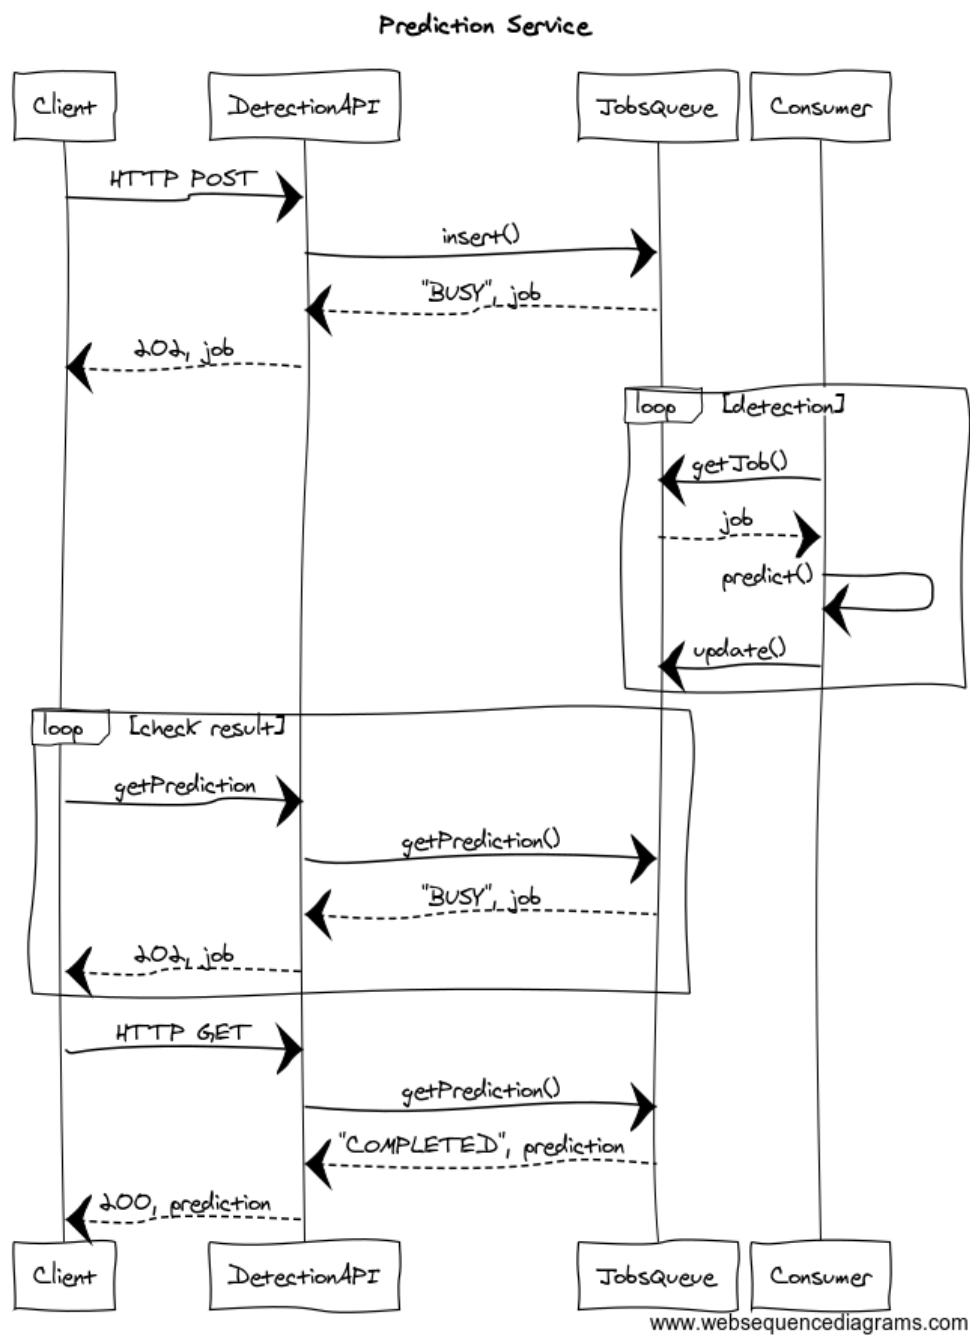 Prediction Service
Client
DetectionAPI
JobsQueue
Consumer
HTTP POST
insert()
"BUSY", job
202, job
loop [detection]
getJob()
job
predict()
update()
loop [check result]
getPrediction
getPrediction()
"BUSY", job
202, job
HTTP GET
getPrediction()
"COMPLETED", prediction
200, prediction
Client
DetectionAPI
JobsQueue
Consumer
www.websequencediagrams.com